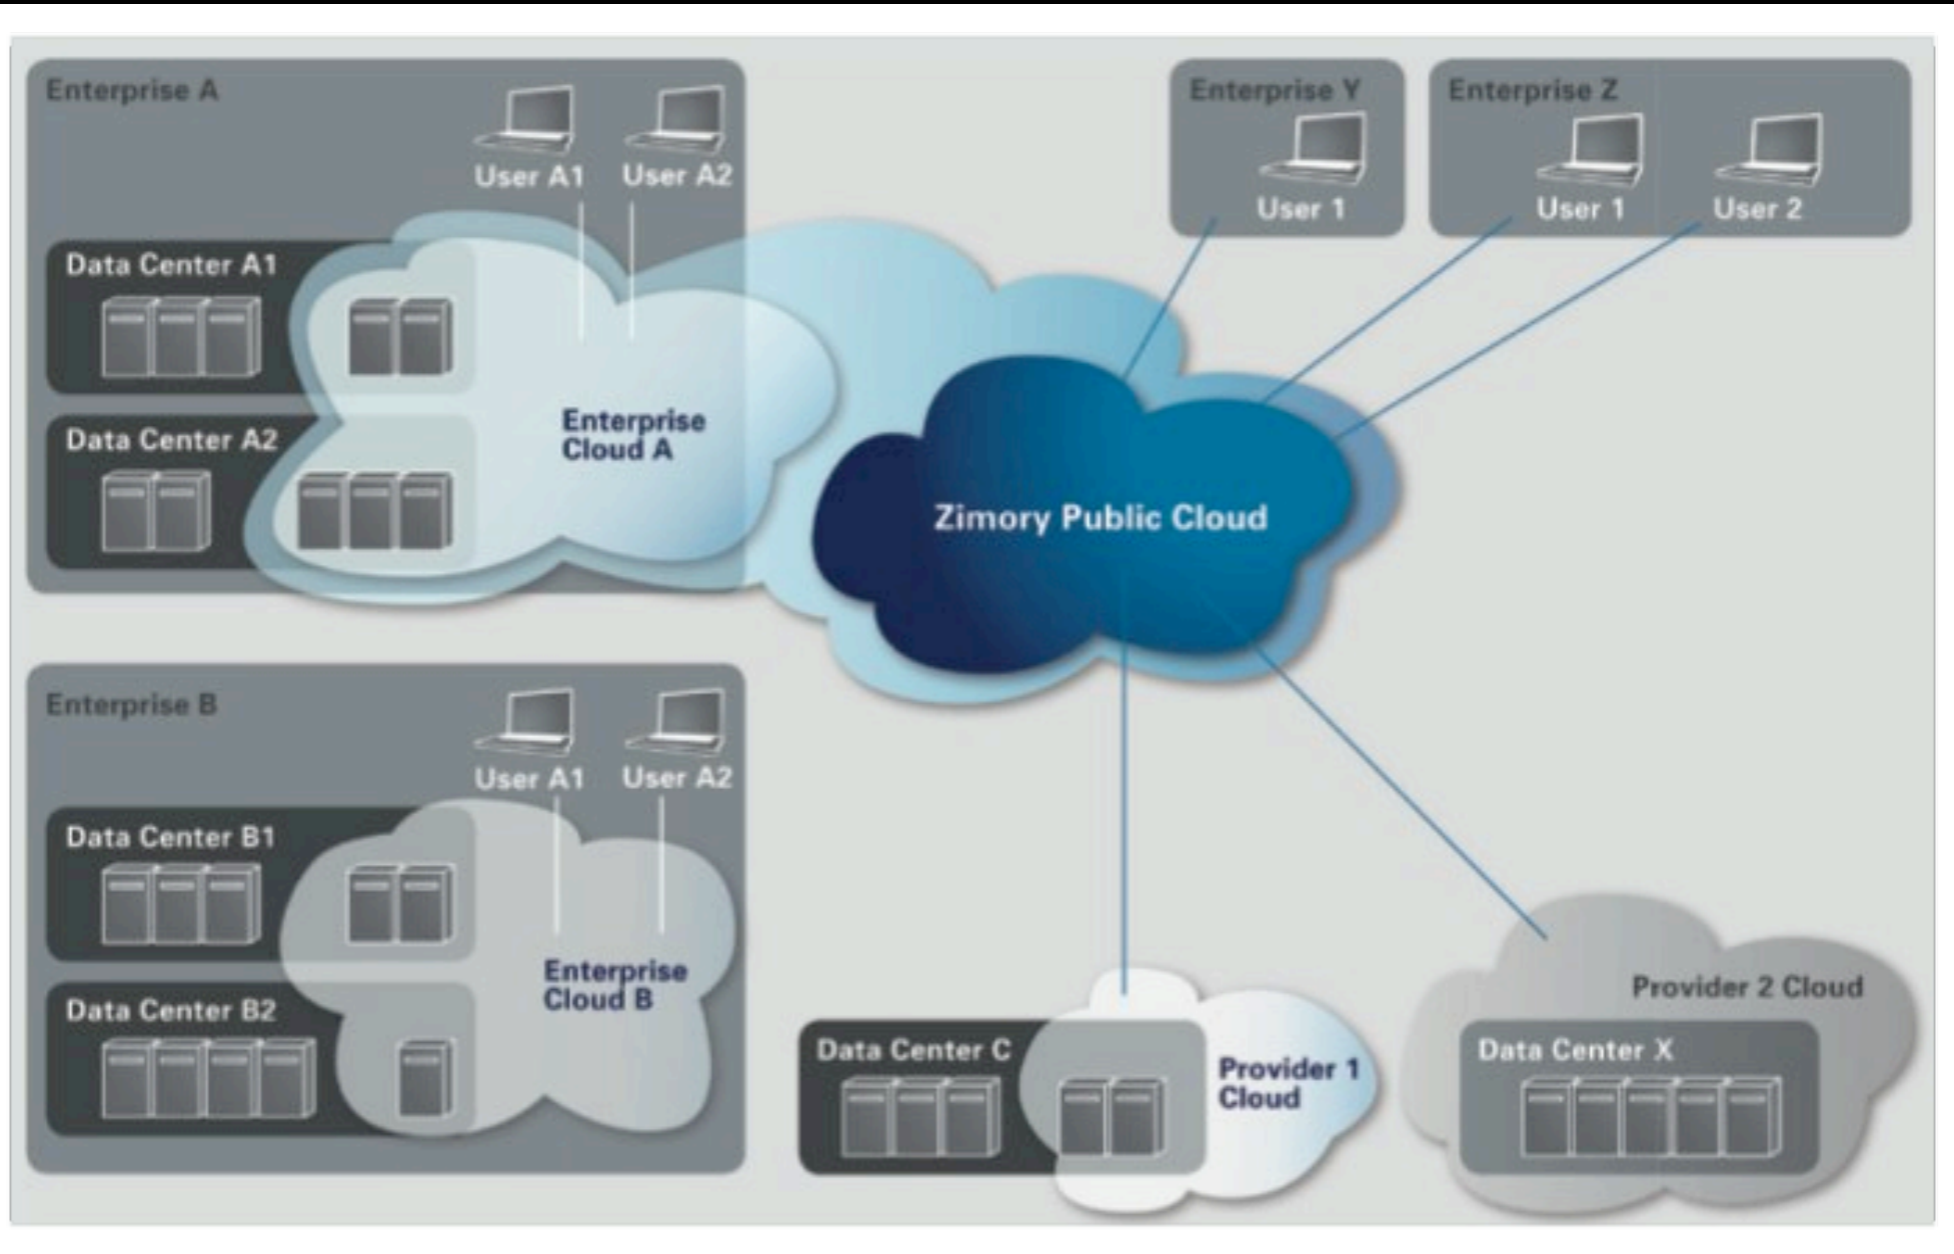 Enterprise A
User A1
User A2
Data Center A1
Data Center A2
Enterprise
Cloud A
Enterprise Y
User 1
Enterprise Z
User 1
User 2
Zimory Public Cloud
Enterprise B
User A1
User A2
Data Center B1
Data Center B2
Enterprise
Cloud B
Data Center C
Provider 1
Cloud
Provider 2 Cloud
Data Center X